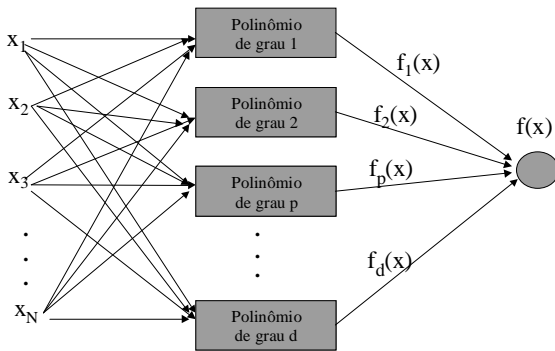 x1
x2
x3
. . .
xN
Polinômio
de grau 1
Polinômio
de grau 2
Polinômio
de grau p
. . .
Polinômio
de grau d
f1(x)
f2(x)
fp(x)
fd(x)
f(x)